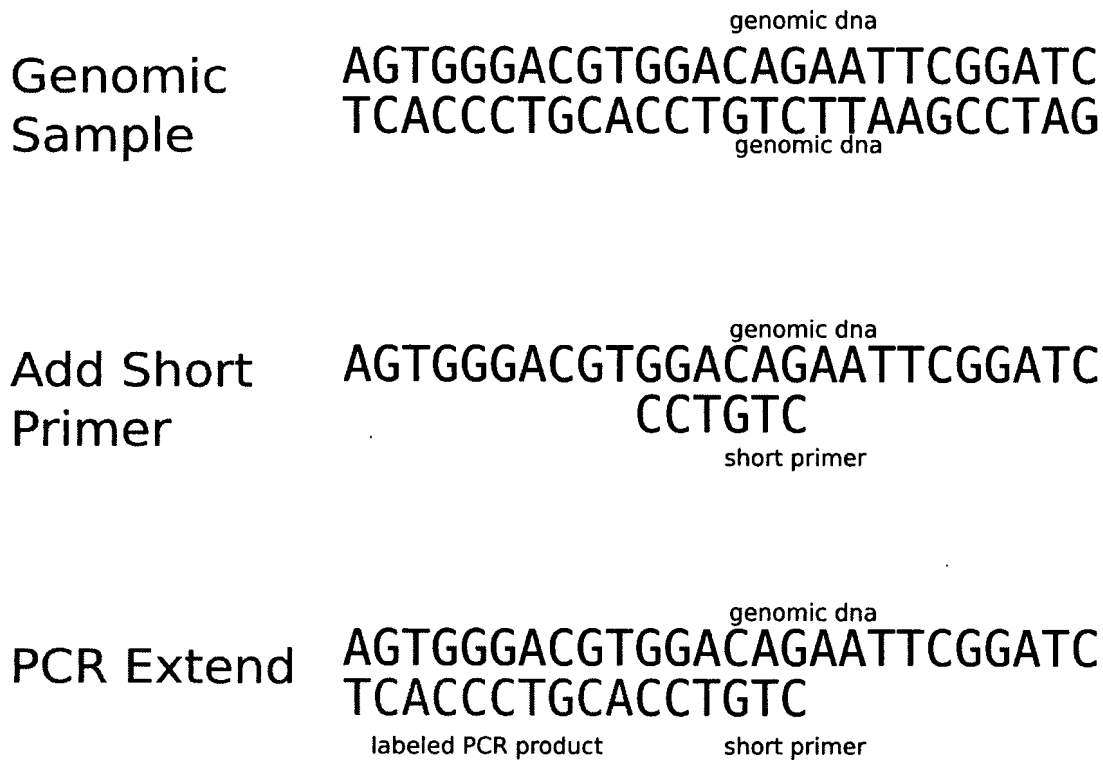 genomic dna
Genomic
Sample
AGTGGGACGTGGACAGAATTCGGATC
TCACCCTGCACCTGTCTTAAGCCTAG
genomic dna
genomic dna
Add Short
Primer
AGTGGGACGTGGACAGAATTCGGATC
CCTGTC
short primer
genomic dna
PCR Extend
AGTGGGACGTGGACAGAATTCGGATC
TCACCCTGCACCTGTC
labeled PCR product short primer